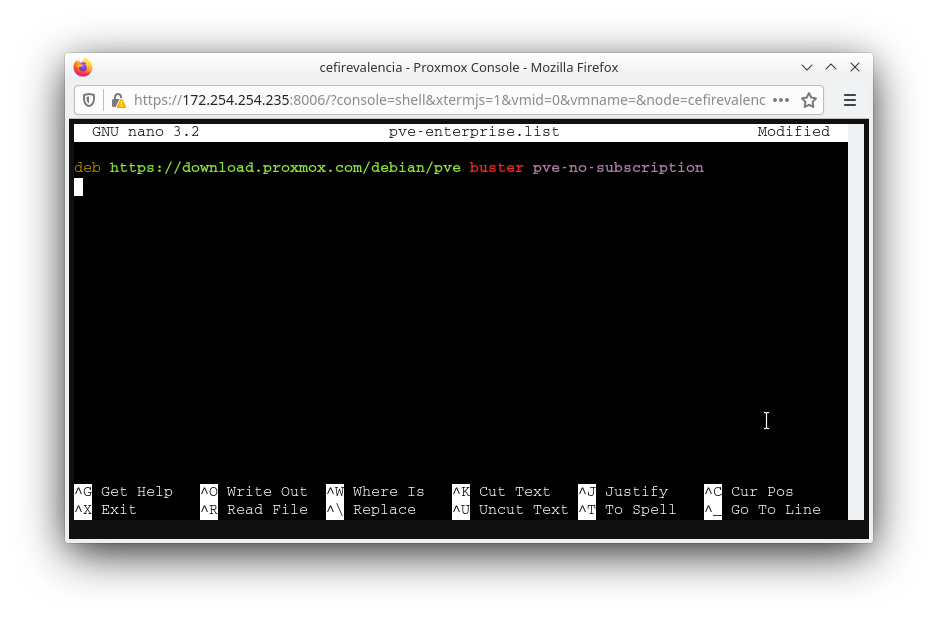 cefirevalencia - Proxmox Console - Mozilla Firefox
https://172.254.254.235:8006/?console=shell&xtermjs=1&vmid=0&vmname=&node=cefirevalenc
GNU nano 3.2 pve-enterprise.list Modified
deb https://download.proxmox.com/debian/pve buster pve-no-subscription
^G Get Help ^O Write Out ^W Where Is ^K Cut Text ^J Justify ^C Cur Pos
^X Exit ^R Read File ^\ Replace ^U Uncut Text ^T To Spell ^_ Go To Line